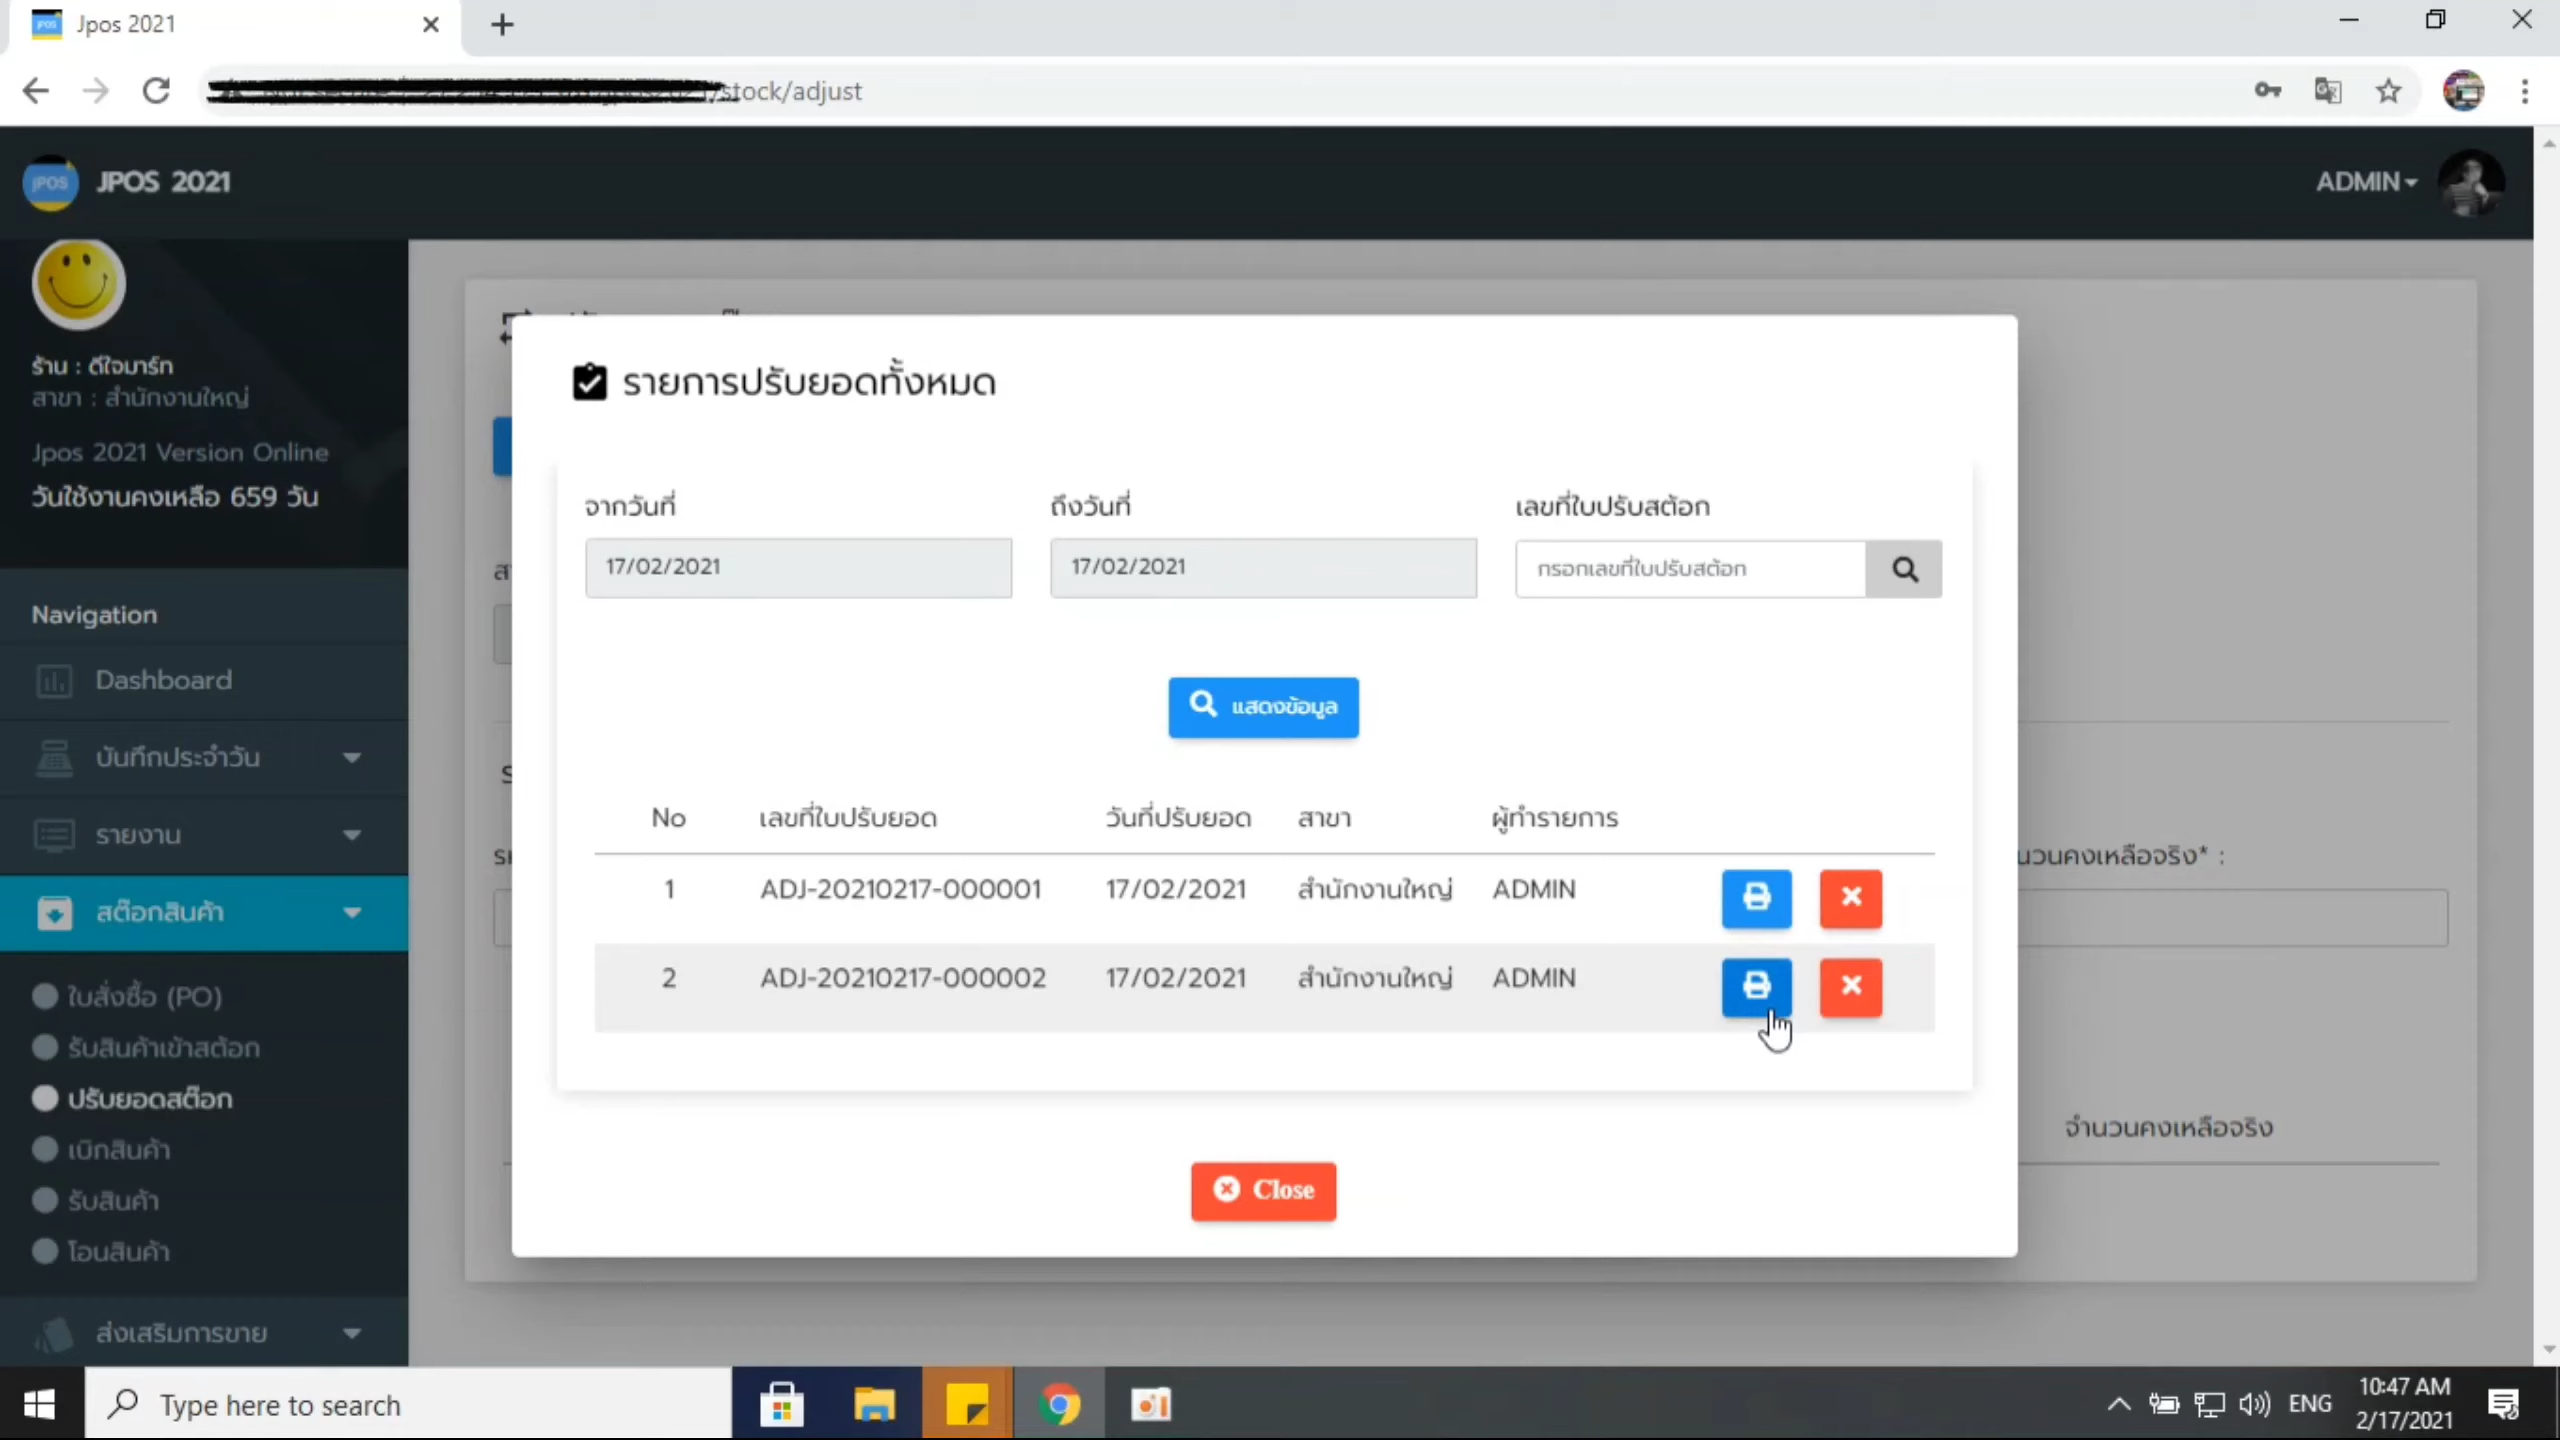 Jpos 2021
/stock/adjust
JPOS
JPOS 2021
ADMIN
ร้าน : ดีใจมาร์ท
สาขา : สำนักงานใหญ่
Jpos 2021 Version Online
วันใช้งานคงเหลือ 659 วัน
Navigation
Dashboard
บันทึกประจำวัน
รายงาน
สต๊อกสินค้า
ใบสั่งซื้อ (PO)
รับสินค้าเข้าสต้อก
ปรับยอดสต๊อก
เบิกสินค้า
รับสินค้า
โอนสินค้า
ส่งเสริมการขาย
รายการปรับยอดทั้งหมด
จากวันที่ ถึงวันที่ เลขที่ใบปรับสต้อก
17/02/2021 17/02/2021 กรอกเลขที่ใบปรับสต้อก
แสดงข้อมูล
No เลขที่ใบปรับยอด วันที่ปรับยอด สาขา ผู้ทำรายการ
1 ADJ-20210217-000001 17/02/2021 สำนักงานใหญ่ ADMIN
2 ADJ-20210217-000002 17/02/2021 สำนักงานใหญ่ ADMIN
Close
นวนคงเหลือจริง* :
จำนวนคงเหลือจริง
Type here to search
ENG
10:47 AM
2/17/2021